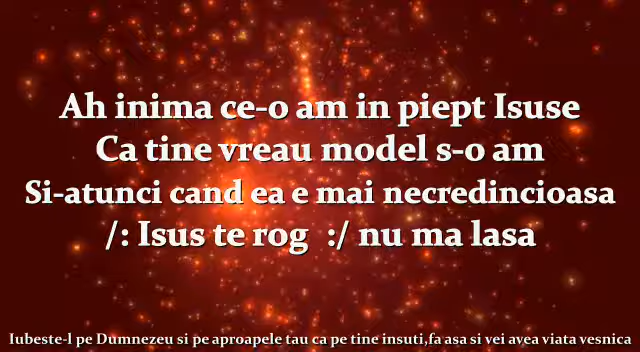 Ah inima ce-o am in piept Isuse
Ca tine vreau model s-o am
Si-atunci cand ea e mai necredincioasa
/: Isus te rog  :/ nu ma lasa
Iubeste-l pe Dumnezeu si pe aproapele tau ca pe tine insuti,fa asa si vei avea viata vesnica